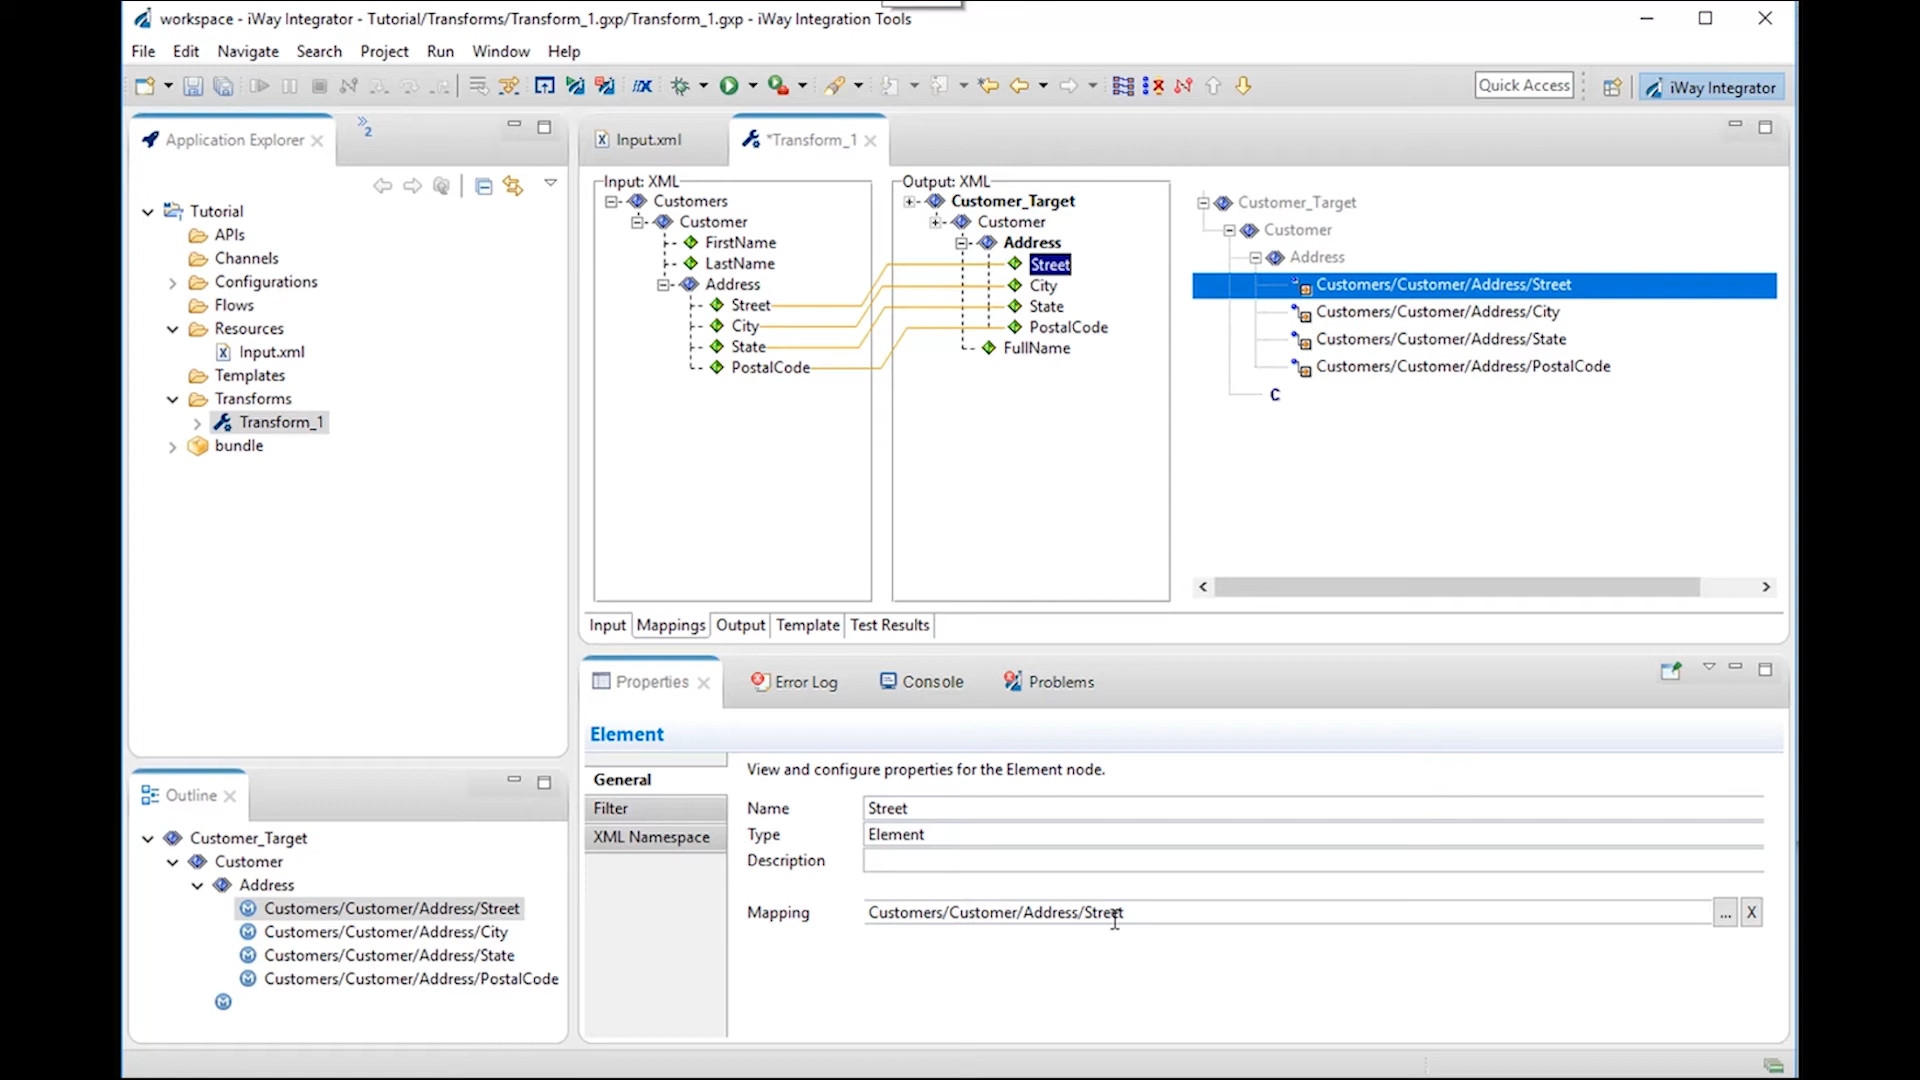 workspace - iWay Integrator - Tutorial/Transforms/Transform_1.gxp/Transform_1.gxp - iWay Integration Tools
File Edit Navigate Search Project Run Window Help
Quick Access iWay Integrator
Application Explorer
2
Tutorial
APIs
Channels
Configurations
Flows
Resources
Input.xml
Templates
Transforms
Transform_1
bundle
Outline
Customer_Target
Customer
Address
Customers/Customer/Address/Street
Customers/Customer/Address/City
Customers/Customer/Address/State
Customers/Customer/Address/PostalCode
Input.xml *Transform_1
Input: XML
Customers
Customer
FirstName
LastName
Address
Street
City
State
PostalCode
Output: XML
Customer_Target
Customer
Address
Street
City
State
PostalCode
FullName
Customer_Target
Customer
Address
Customers/Customer/Address/Street
Customers/Customer/Address/City
Customers/Customer/Address/State
Customers/Customer/Address/PostalCode
C
Input Mappings Output Template Test Results
Properties Error Log Console Problems
Element
General
Filter
XML Namespace
View and configure properties for the Element node.
Name Street
Type Element
Description
Mapping Customers/Customer/Address/Street ... X